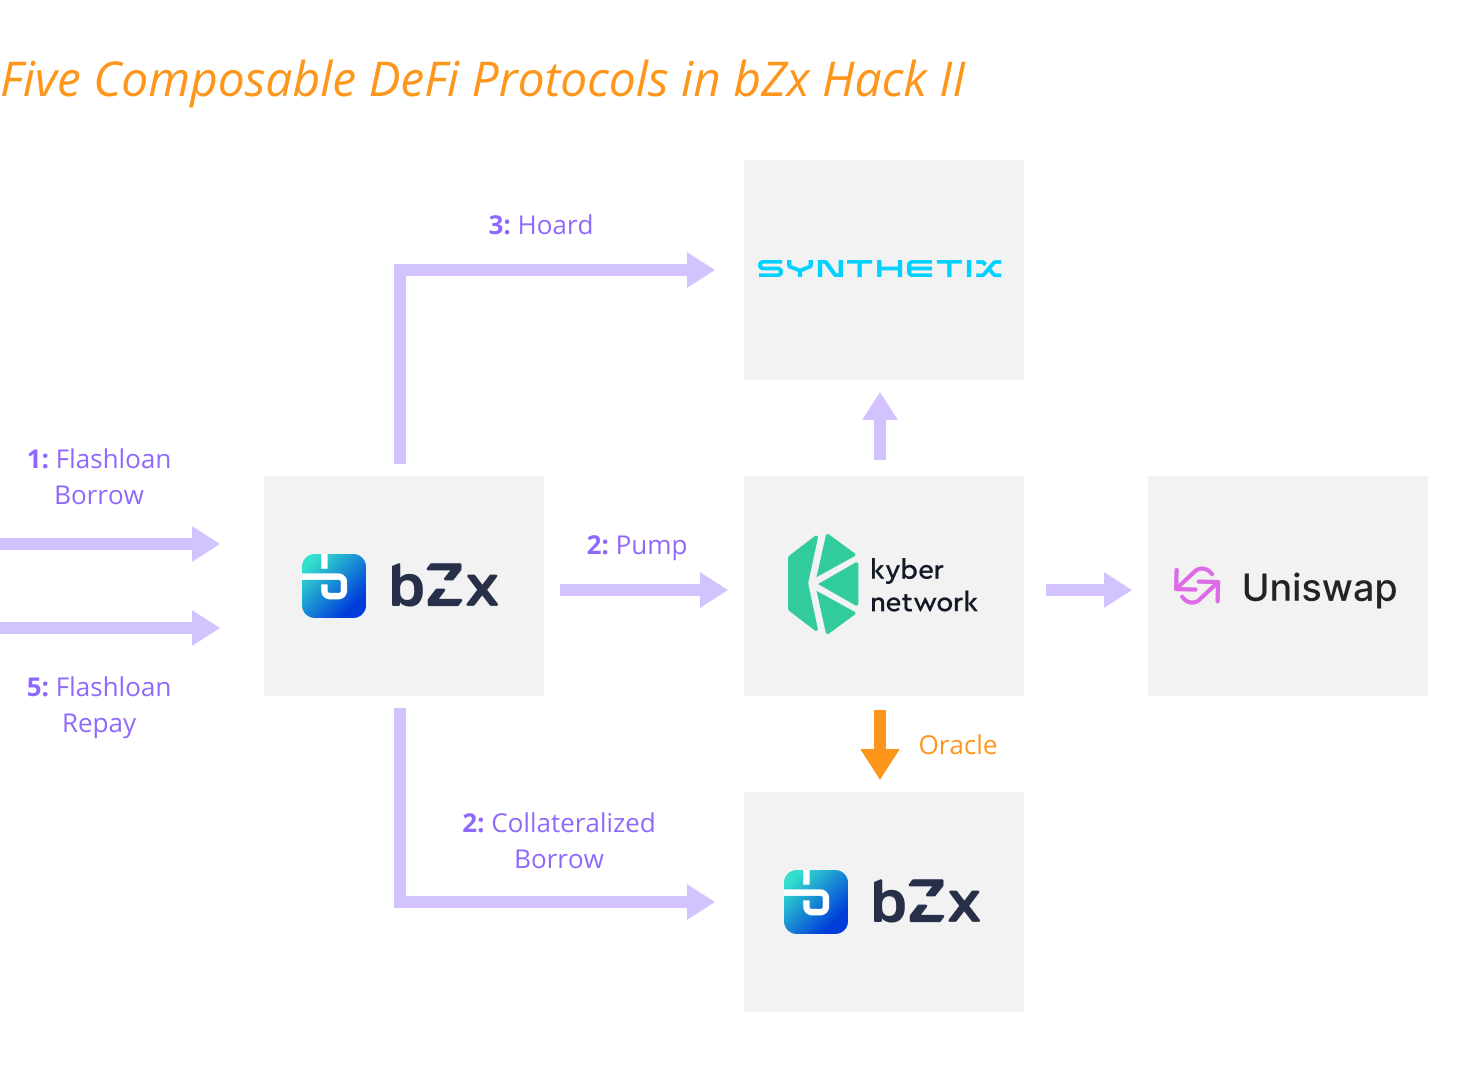 Five Composable DeFi Protocols in bZx Hack II
3: Hoard
SYNTHETIX
1: Flashloan
Borrow
2: Pump
bZx
kyber
network
Uniswap
5: Flashloan
Repay
Oracle
2: Collateralized
Borrow
bZx